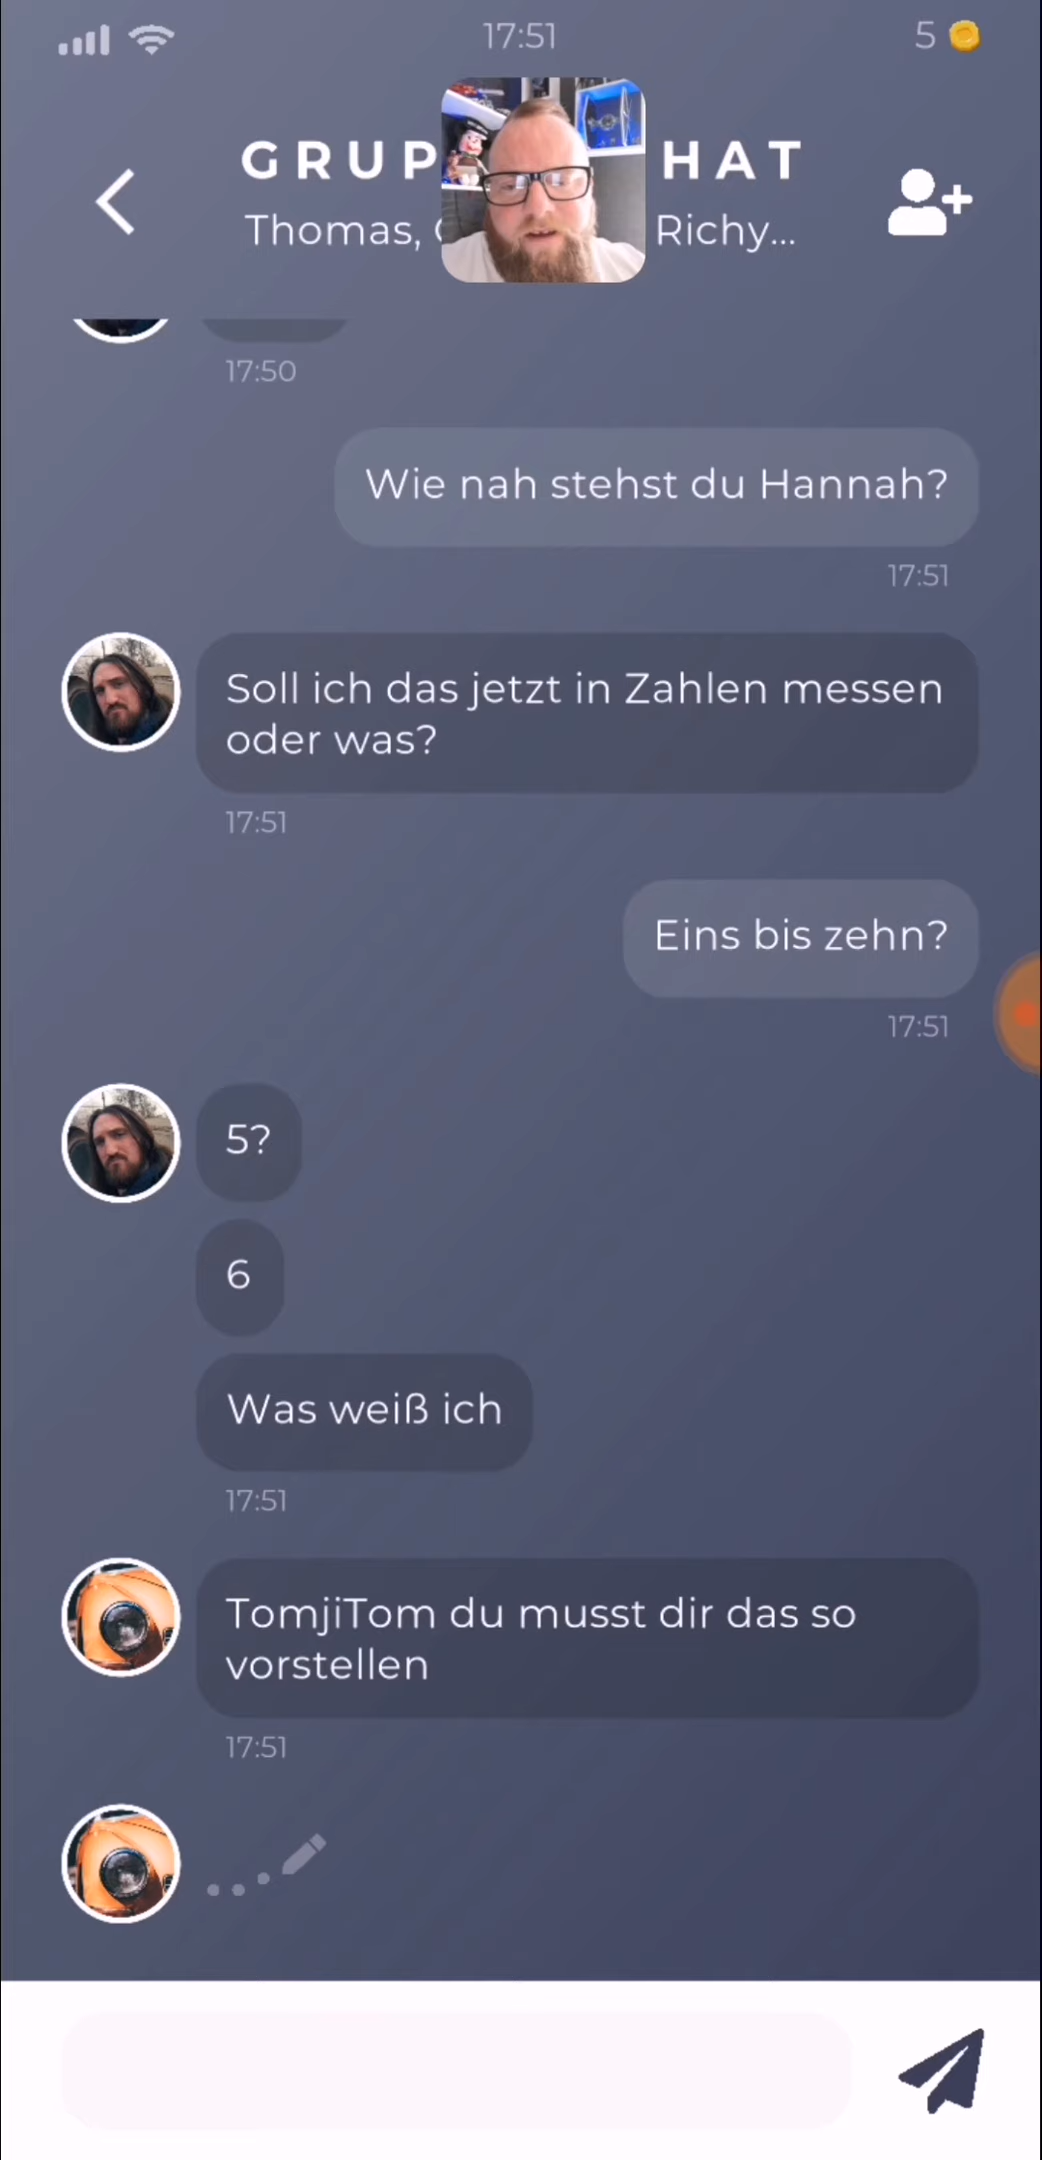 17:51
5
GRUP HAT
Thomas, Richy...
17:50
Wie nah stehst du Hannah?
17:51
Soll ich das jetzt in Zahlen messen
oder was?
17:51
Eins bis zehn?
17:51
5?
6
Was weiß ich
17:51
TomjiTom du musst dir das so
vorstellen
17:51